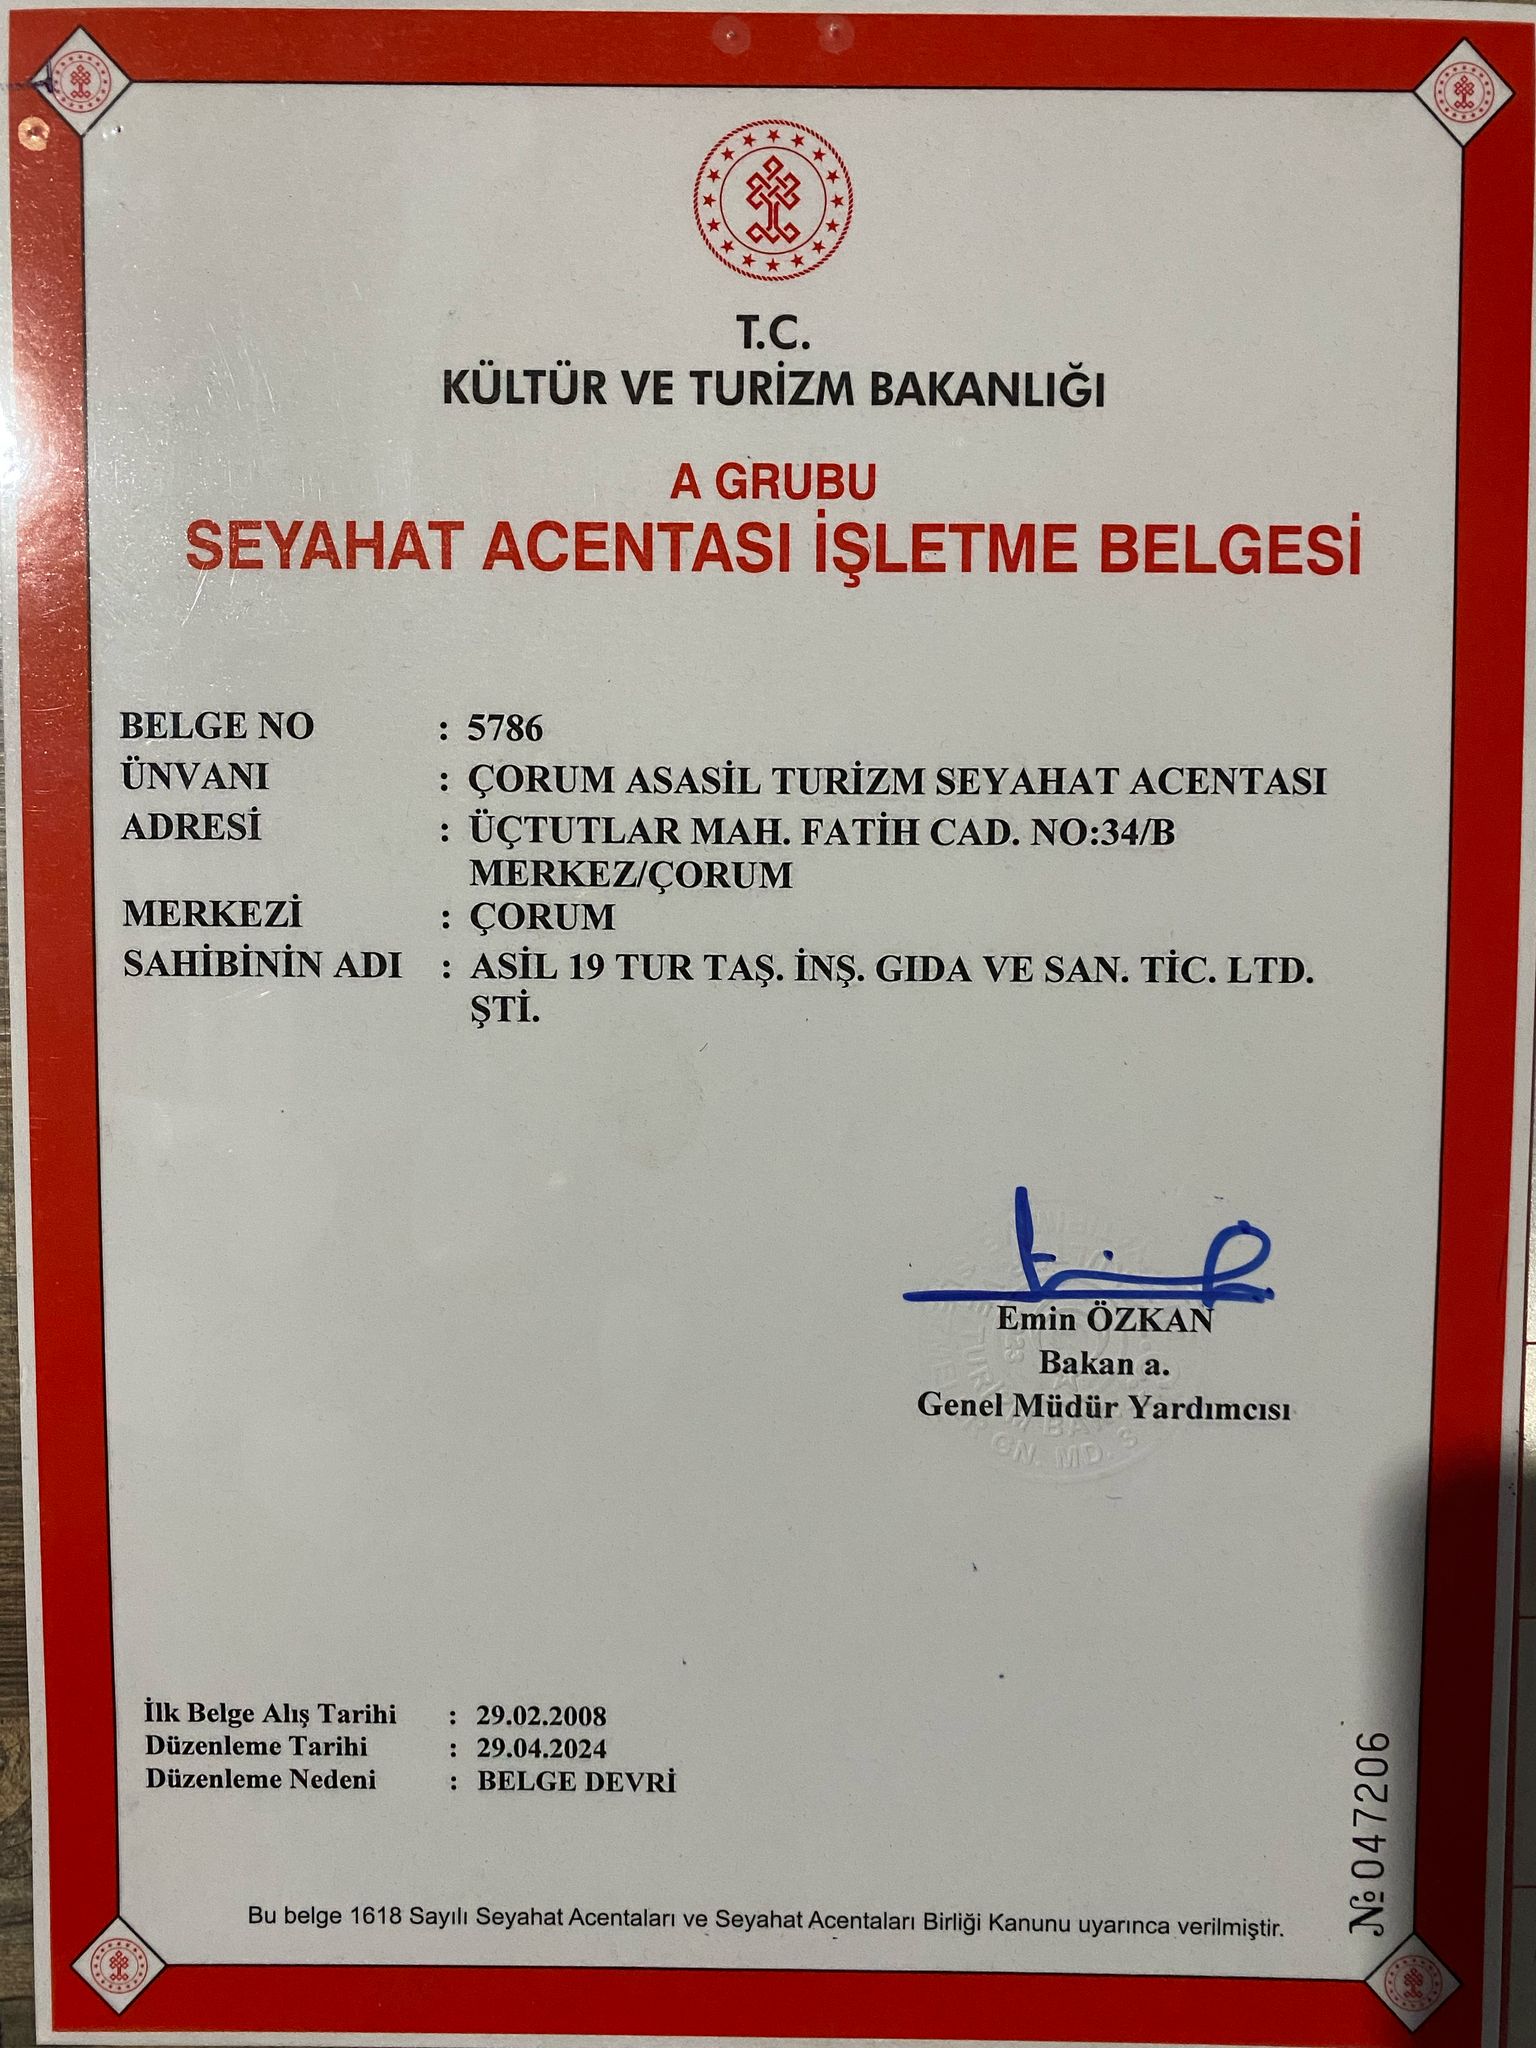 T.C.
KÜLTÜR VE TURİZM BAKANLIĞI
A GRUBU
SEYAHAT ACENTASI İŞLETME BELGESİ
BELGE NO : 5786
ÜNVANI : ÇORUM ASASİL TURİZM SEYAHAT ACENTASI
ADRESİ : ÜÇTUTLAR MAH. FATİH CAD. NO:34/B
MERKEZ/ÇORUM
MERKEZİ : ÇORUM
SAHİBİNİN ADI : ASİL 19 TUR TAŞ. İNŞ. GIDA VE SAN. TİC. LTD.
ŞTİ.
Emin ÖZKAN
Bakan a.
Genel Müdür Yardımcısı
GN. MD.
İlk Belge Alış Tarihi : 29.02.2008
Düzenleme Tarihi : 29.04.2024
Düzenleme Nedeni : BELGE DEVRİ
№ 047206
Bu belge 1618 Sayılı Seyahat Acentaları ve Seyahat Acentaları Birliği Kanunu uyarınca verilmiştir.